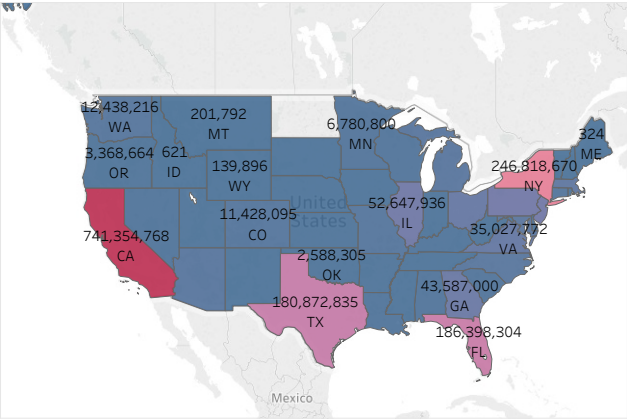 12,438,216
WA
201,792
MT
6,780,800
MN
324
ME
3,368,664
OR
621
ID
139,896
WY
246,818,670
NY
United
States
11,428,095
CO
52,647,936
IL
35,027,772
VA
741,354,768
CA
2,588,305
OK
43,587,000
GA
180,872,835
TX
186,398,304
FL
Mexico